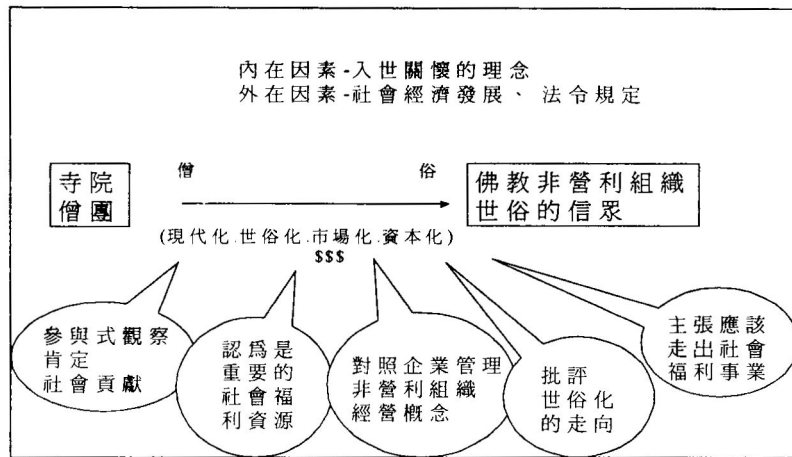 內在因素-入世關懷的理念
外在因素-社會經濟發展、法令規定
僧
俗
寺院
僧團
佛教非營利組織
世俗的信眾
(現代化.世俗化.市場化.資本化)
$$$
參與式觀察
肯定
社會貢獻
認爲是
重要的
社會福
利資源
對照企業管理
非營利組織
經營概念
批評
世俗化
的走向
主張應該
走出社會
福利事業